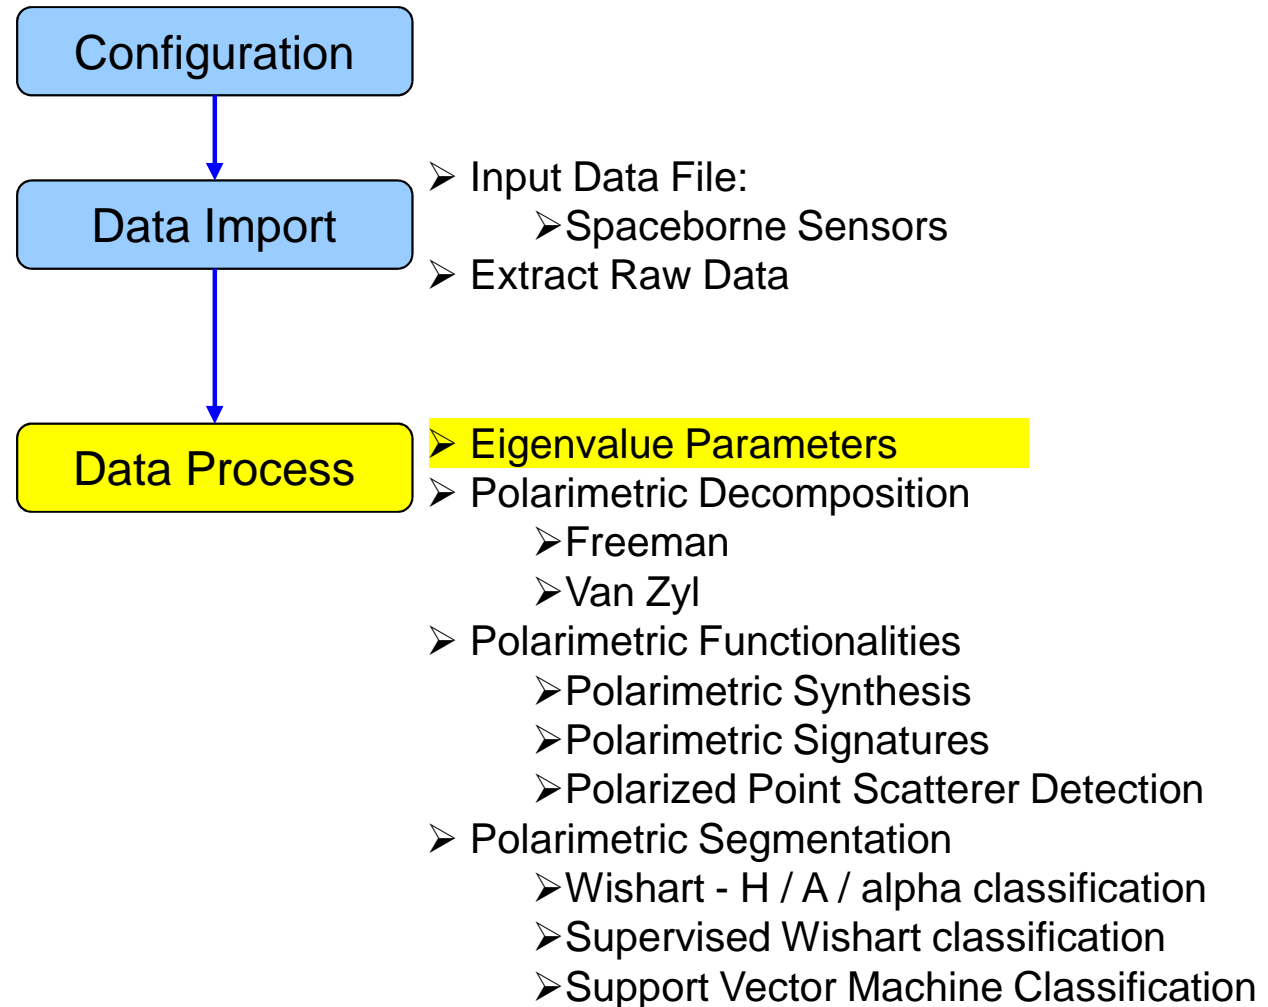 Configuration
Data Import
➢ Input Data File:
➢Spaceborne Sensors
➢ Extract Raw Data
Data Process
➢ Eigenvalue Parameters
➢ Polarimetric Decomposition
➢Freeman
➢Van Zyl
➢ Polarimetric Functionalities
➢Polarimetric Synthesis
➢Polarimetric Signatures
➢Polarized Point Scatterer Detection
➢ Polarimetric Segmentation
➢Wishart - H / A / alpha classification
➢Supervised Wishart classification
➢Support Vector Machine Classification